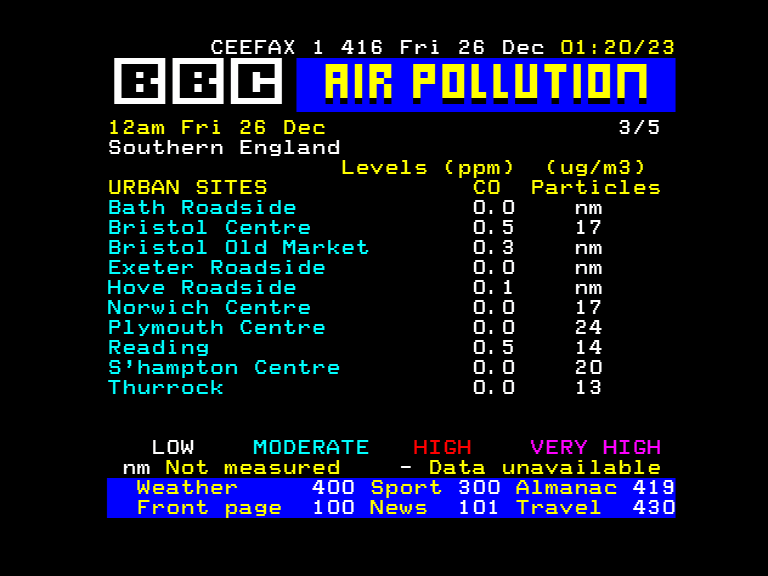 CEEFAX 1 416 Fri 26 Dec 01:20/23
BBC AIR POLLUTION
12am Fri 26 Dec 3/5
Southern England
Levels (ppm) (ug/m3)
URBAN SITES CO Particles
Bath Roadside 0.0 nm
Bristol Centre 0.5 17
Bristol Old Market 0.3 nm
Exeter Roadside 0.0 nm
Hove Roadside 0.1 nm
Norwich Centre 0.0 17
Plymouth Centre 0.0 24
Reading 0.5 14
S'hampton Centre 0.0 20
Thurrock 0.0 13
LOW MODERATE HIGH VERY HIGH
nm Not measured - Data unavailable
Weather 400 Sport 300 Almanac 419
Front page 100 News 101 Travel 430